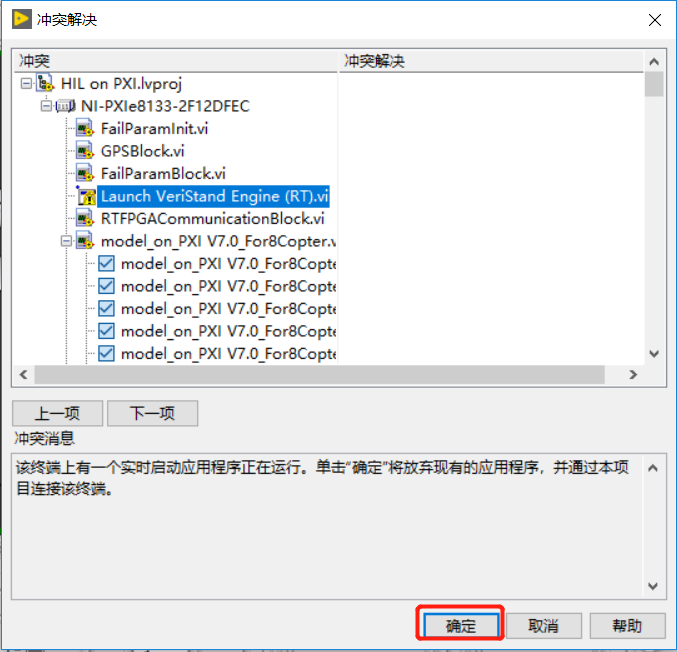 冲突解决
冲突 冲突解决
HIL on PXI.lvproj
NI-PXIe8133-2F12DFEC
FailParamInit.vi
GPSBlock.vi
FailParamBlock.vi
Launch VeriStand Engine (RT).vi
RTFPGACommunicationBlock.vi
model_on_PXI V7.0_For8Copter.v
model_on_PXI V7.0_For8Copte
model_on_PXI V7.0_For8Copte
model_on_PXI V7.0_For8Copte
model_on_PXI V7.0_For8Copte
model_on_PXI V7.0_For8Copte
上一项 下一项
冲突消息
该终端上有一个实时启动应用程序正在运行。单击“确定”将放弃现有的应用程序，并通过本项
目连接该终端。
确定 取消 帮助